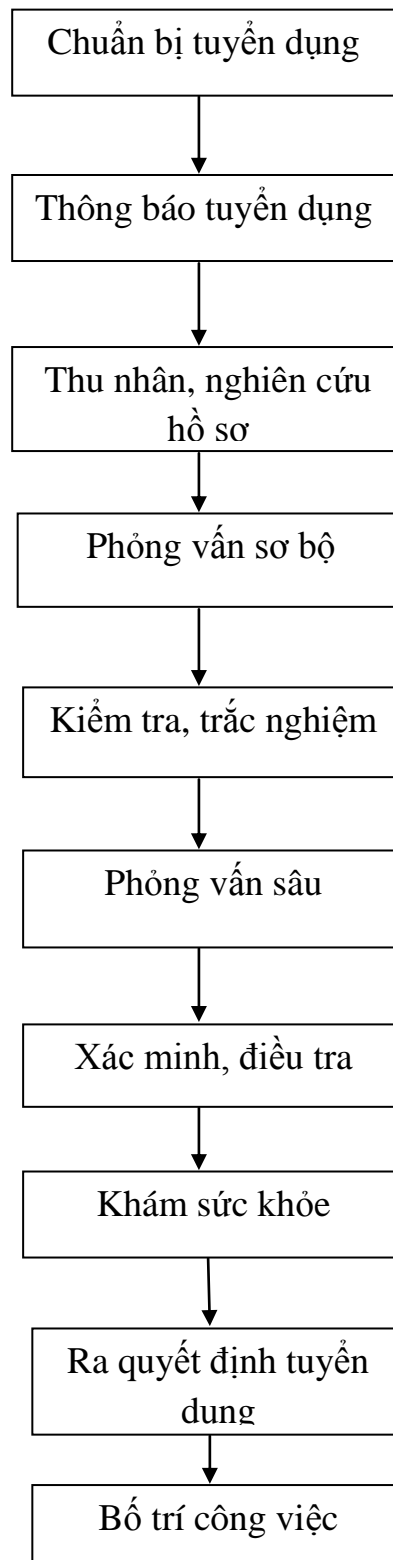 Chuẩn bị tuyển dụng
Thông báo tuyển dụng
Thu nhân, nghiên cứu
hồ sơ
Phỏng vấn sơ bộ
Kiểm tra, trắc nghiệm
Phỏng vấn sâu
Xác minh, điều tra
Khám sức khỏe
Ra quyết định tuyển
dụng
Bố trí công việc